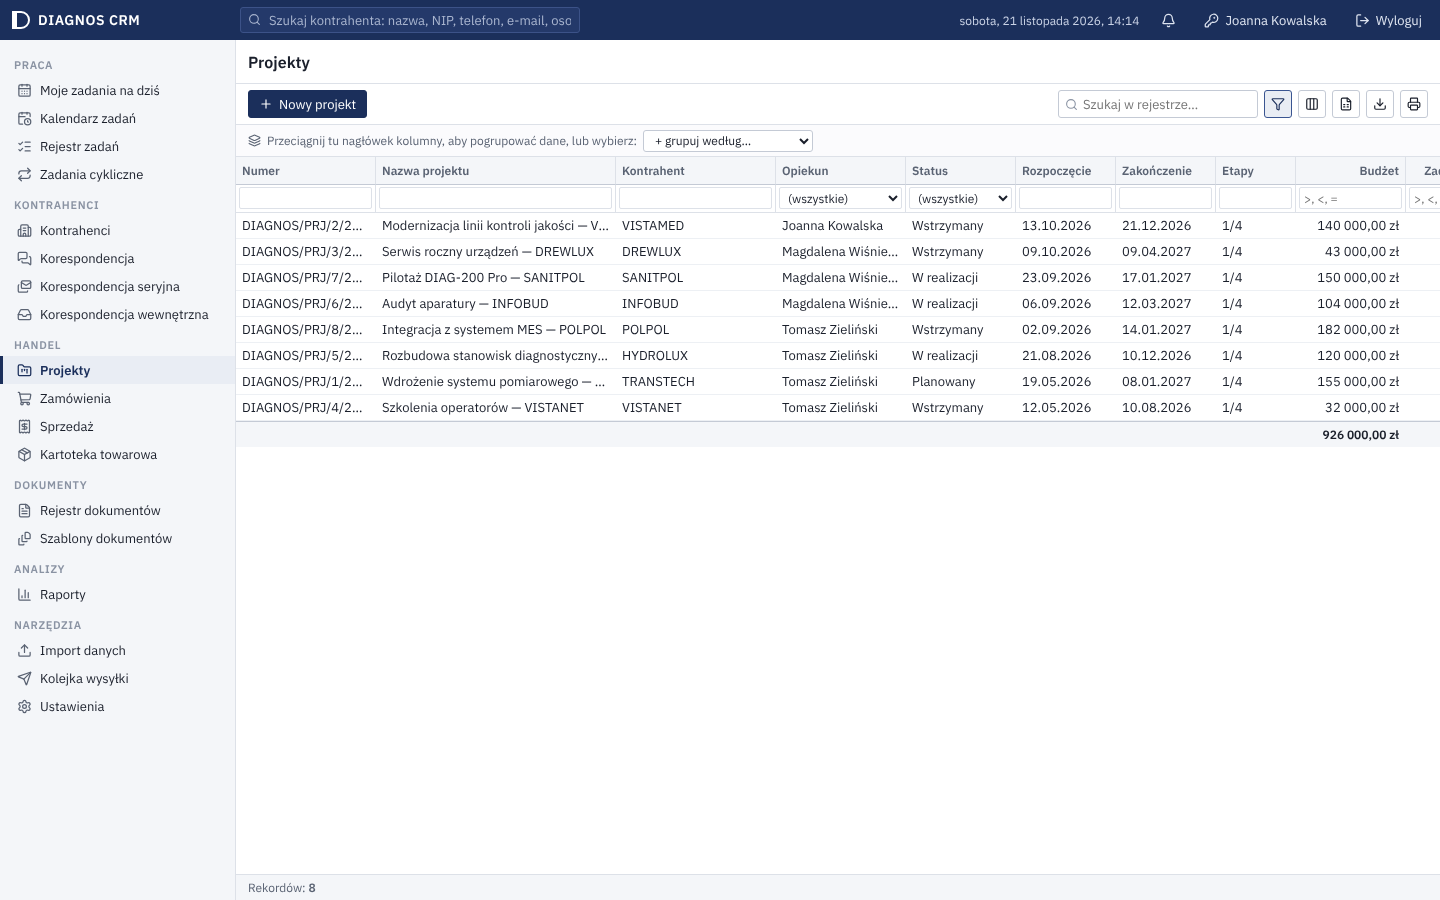 DIAGNOS CRM
Szukaj kontrahenta: nazwa, NIP, telefon, e-mail, oso
sobota, 21 listopada 2026, 14:14
Joanna Kowalska
Wyloguj
PRACA
Moje zadania na dziś
Kalendarz zadań
Rejestr zadań
Zadania cykliczne
KONTRAHENCI
Kontrahenci
Korespondencja
Korespondencja seryjna
Korespondencja wewnętrzna
HANDEL
Projekty
Zamówienia
Sprzedaż
Kartoteka towarowa
DOKUMENTY
Rejestr dokumentów
Szablony dokumentów
ANALIZY
Raporty
NARZĘDZIA
Import danych
Kolejka wysyłki
Ustawienia
Projekty
+ Nowy projekt
Szukaj w rejestrze...
Przeciągnij tu nagłówek kolumny, aby pogrupować dane, lub wybierz: + grupuj według...
Numer Nazwa projektu Kontrahent Opiekun Status Rozpoczęcie Zakończenie Etapy Budżet Zad
(wszystkie) (wszystkie) >, <, = >, <,
DIAGNOS/PRJ/2/2... Modernizacja linii kontroli jakości — V... VISTAMED Joanna Kowalska Wstrzymany 13.10.2026 21.12.2026 1/4 140 000,00 zł
DIAGNOS/PRJ/3/2... Serwis roczny urządzeń — DREWLUX DREWLUX Magdalena Wiśnie... Wstrzymany 09.10.2026 09.04.2027 1/4 43 000,00 zł
DIAGNOS/PRJ/7/2... Pilotaż DIAG-200 Pro — SANITPOL SANITPOL Magdalena Wiśnie... W realizacji 23.09.2026 17.01.2027 1/4 150 000,00 zł
DIAGNOS/PRJ/6/2... Audyt aparatury — INFOBUD INFOBUD Magdalena Wiśnie... W realizacji 06.09.2026 12.03.2027 1/4 104 000,00 zł
DIAGNOS/PRJ/8/2... Integracja z systemem MES — POLPOL POLPOL Tomasz Zieliński Wstrzymany 02.09.2026 14.01.2027 1/4 182 000,00 zł
DIAGNOS/PRJ/5/2... Rozbudowa stanowisk diagnostyczny... HYDROLUX Tomasz Zieliński W realizacji 21.08.2026 10.12.2026 1/4 120 000,00 zł
DIAGNOS/PRJ/1/2... Wdrożenie systemu pomiarowego — ... TRANSTECH Tomasz Zieliński Planowany 19.05.2026 08.01.2027 1/4 155 000,00 zł
DIAGNOS/PRJ/4/2... Szkolenia operatorów — VISTANET VISTANET Tomasz Zieliński Wstrzymany 12.05.2026 10.08.2026 1/4 32 000,00 zł
926 000,00 zł
Rekordów: 8